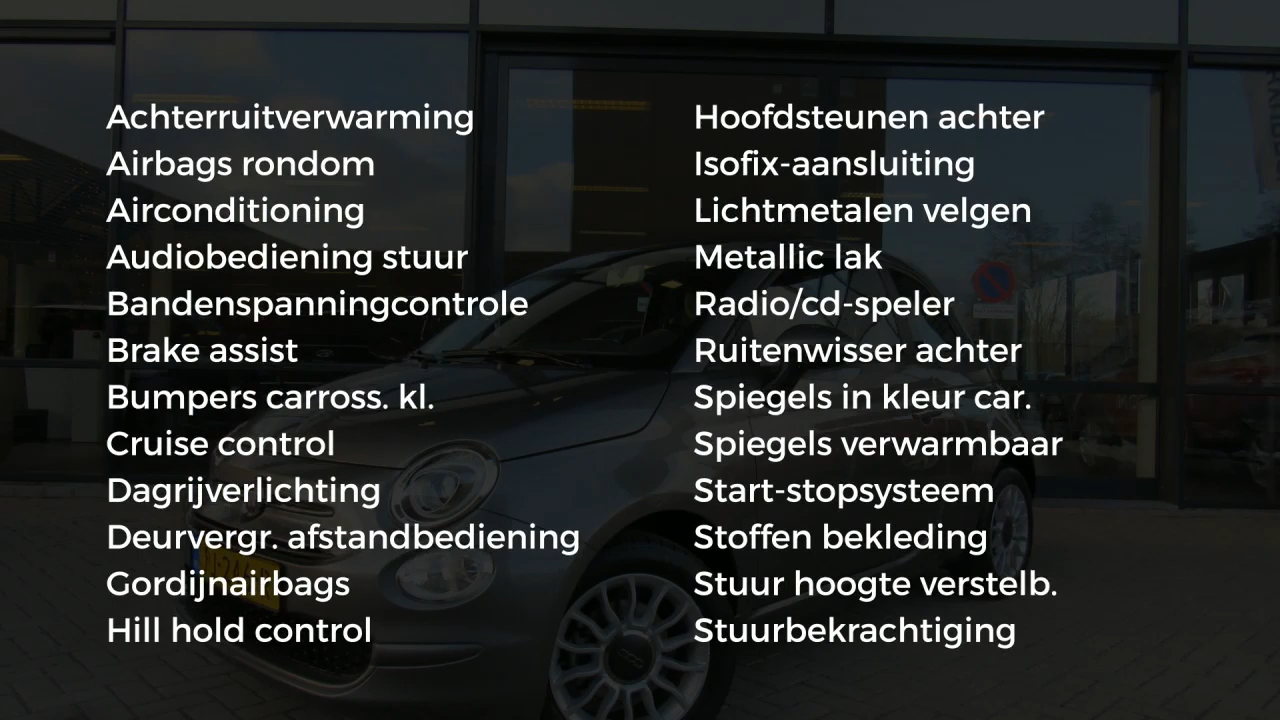 Achterruitverwarming
Airbags rondom
Airconditioning
Audiobediening stuur
Bandenspanningcontrole
Brake assist
Bumpers carross. kl.
Cruise control
Dagrijverlichting
Deurvergr. afstandbediening
Gordijnairbags
Hill hold control
Hoofdsteunen achter
Isofix-aansluiting
Lichtmetalen velgen
Metallic lak
Radio/cd-speler
Ruitenwisser achter
Spiegels in kleur car.
Spiegels verwarmbaar
Start-stopsysteem
Stoffen bekleding
Stuur hoogte verstelb.
Stuurbekrachtiging